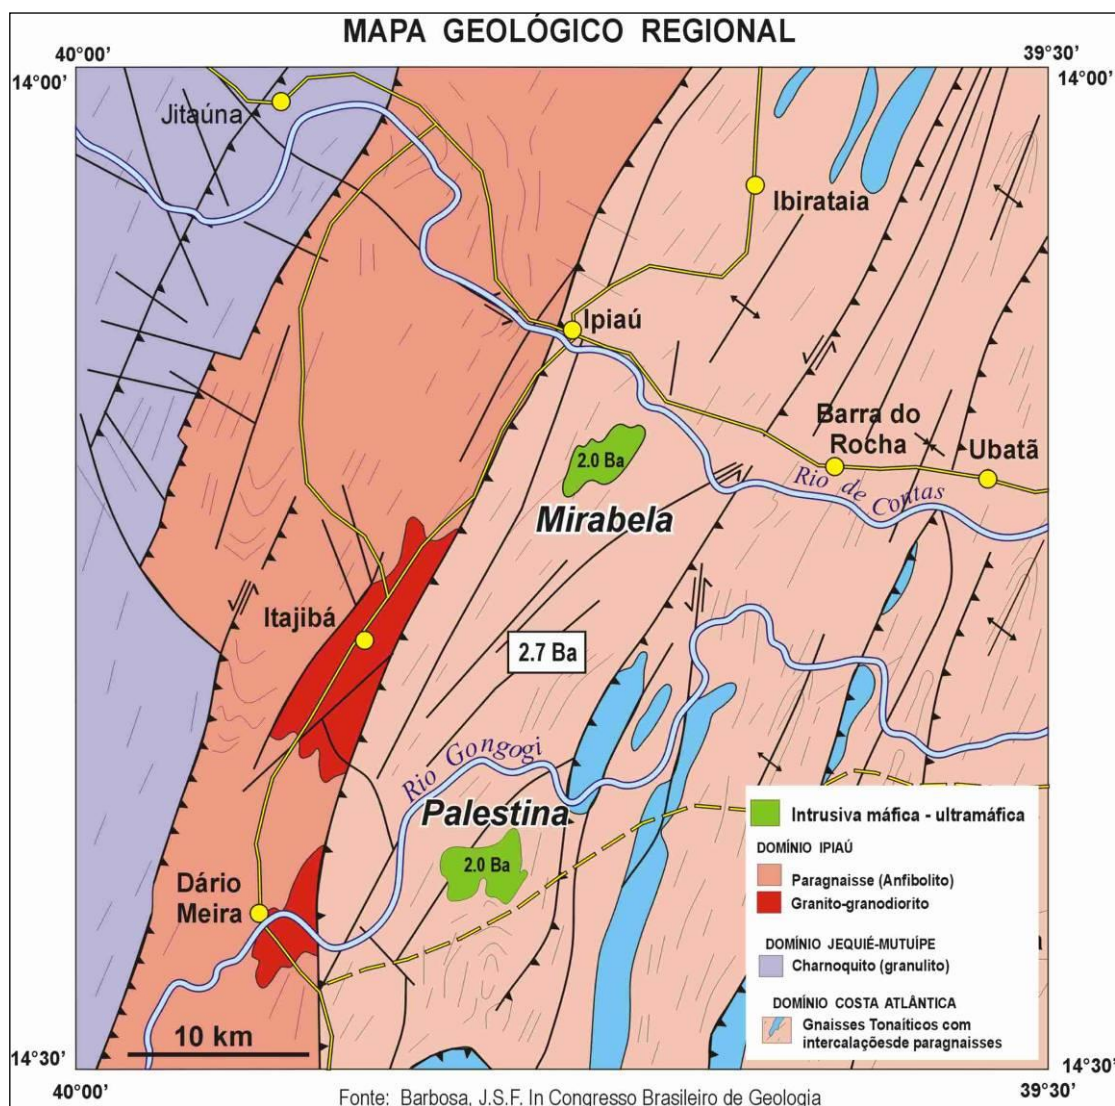 MAPA GEOLÓGICO REGIONAL
40°00'
39°30'
14°00'
14°00'
Jitaúna
Ibirataia
Ipiaú
Barra do
Rocha
Ubatã
2.0 Ba
Rio de Contas
Mirabela
Itajibá
2.7 Ba
Rio Gongogi
Palestina
2.0 Ba
Dário
Meira
Intrusiva máfica - ultramáfica
DOMÍNIO IPIAÚ
Paragnaisse (Anfibolito)
Granito-granodiorito
DOMÍNIO JEQUIÉ-MUTUÍPE
Charnoquito (granulito)
DOMÍNIO COSTA ATLÂNTICA
Gnaisses Tonaíticos com
intercalaçõesde paragnaisses
10 km
14°30'
14°30'
40°00'
39°30'
Fonte: Barbosa, J.S.F. In Congresso Brasileiro de Geologia